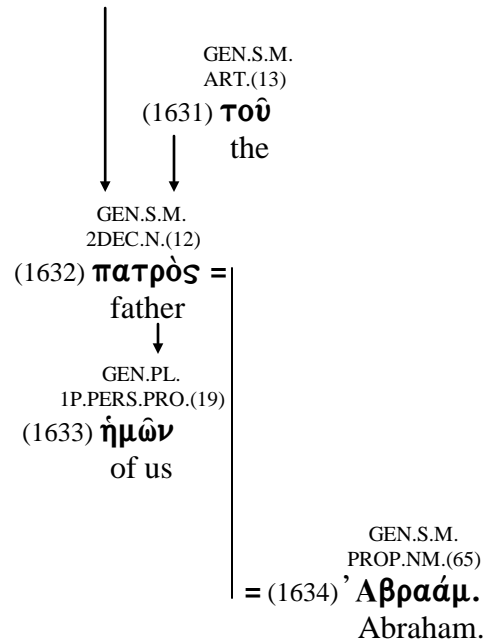 GEN.S.M.
ART.(13)
(1631) τοῦ
the
GEN.S.M.
2DEC.N.(12)
(1632) πατρὸς =
father
GEN.PL.
1P.PERS.PRO.(19)
(1633) ἡμῶν
of us
GEN.S.M.
PROP.NM.(65)
= (1634) ᾿Αβραάμ.
Abraham.